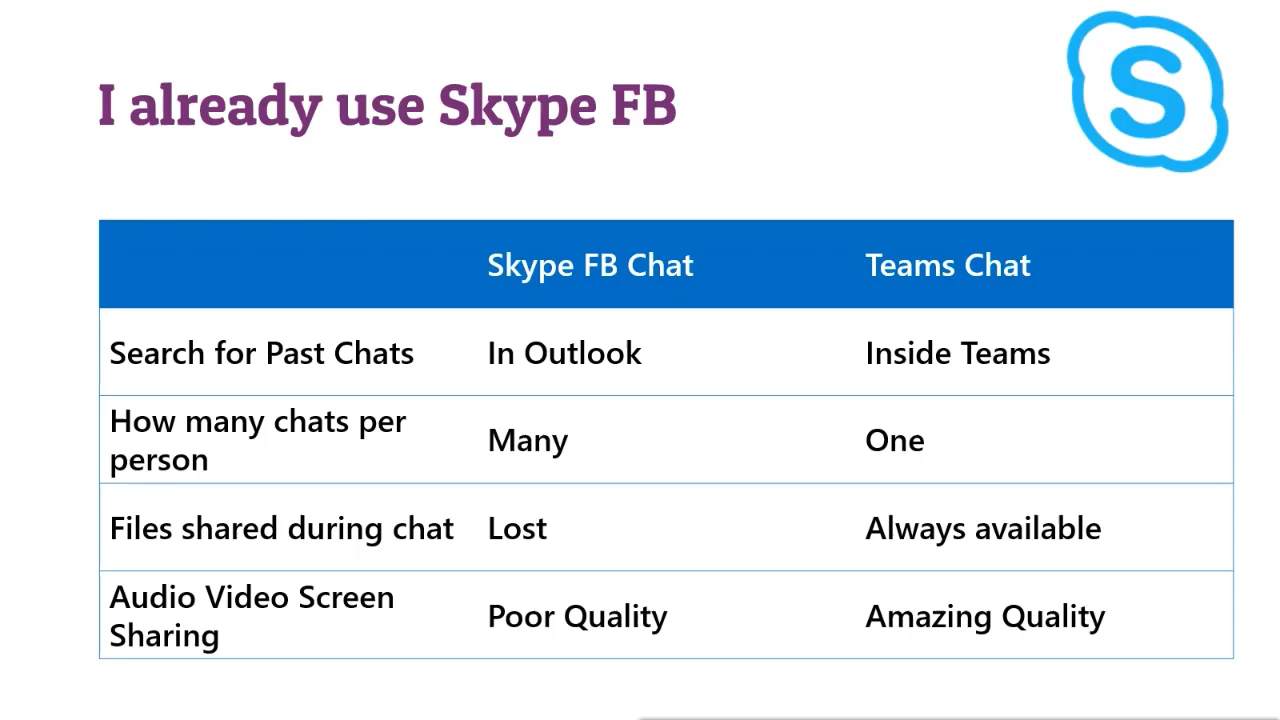 I already use Skype FB
S
Skype FB Chat
Teams Chat
Search for Past Chats
In Outlook
Inside Teams
How many chats per
person
Many
One
Files shared during chat
Lost
Always available
Audio Video Screen
Sharing
Poor Quality
Amazing Quality